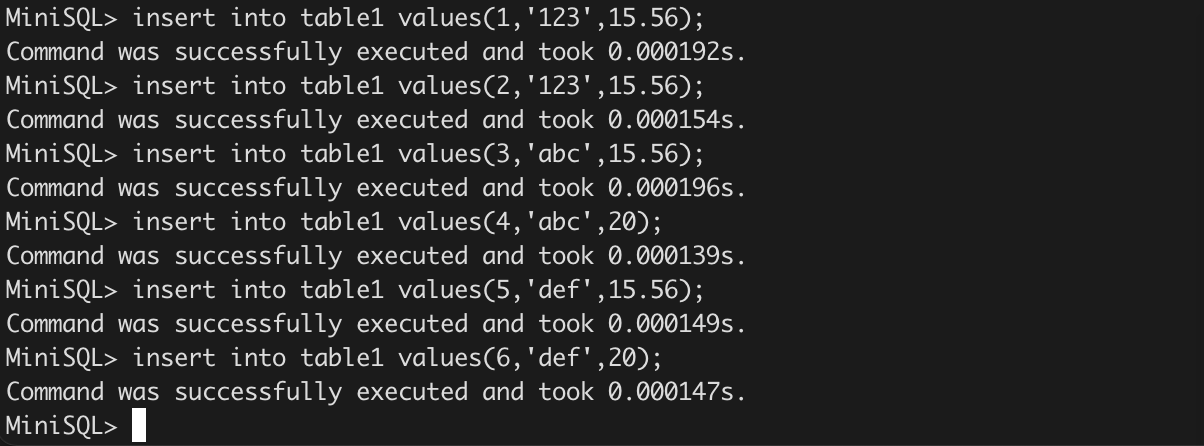 MiniSQL> insert into table1 values(1,'123',15.56);
Command was successfully executed and took 0.000192s.
MiniSQL> insert into table1 values(2,'123',15.56);
Command was successfully executed and took 0.000154s.
MiniSQL> insert into table1 values(3,'abc',15.56);
Command was successfully executed and took 0.000196s.
MiniSQL> insert into table1 values(4,'abc',20);
Command was successfully executed and took 0.000139s.
MiniSQL> insert into table1 values(5,'def',15.56);
Command was successfully executed and took 0.000149s.
MiniSQL> insert into table1 values(6,'def',20);
Command was successfully executed and took 0.000147s.
MiniSQL>